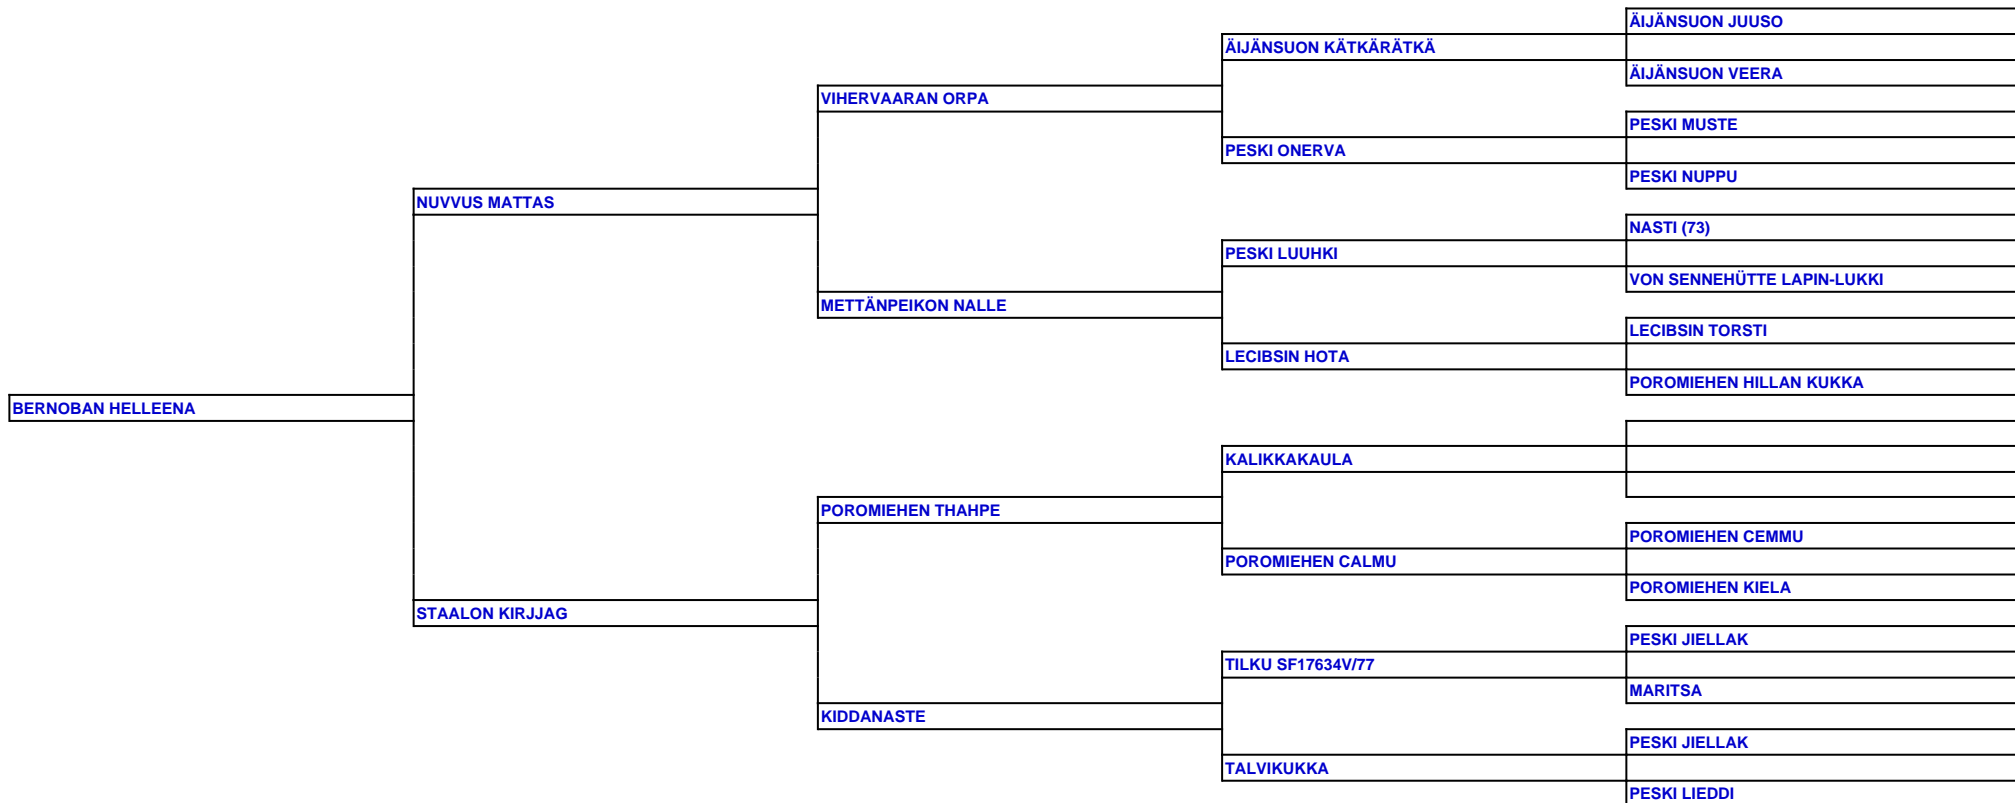 ÄIJÄNSUON JUUSO
ÄIJÄNSUON KÄTKÄRÄTKÄ
ÄIJÄNSUON VEERA
VIHERVAARAN ORPA
PESKI MUSTE
PESKI ONERVA
PESKI NUPPU
NUVVUS MATTAS
NASTI (73)
PESKI LUUHKI
VON SENNEHÜTTE LAPIN-LUKKI
METTÄNPEIKON NALLE
LECIBSIN TORSTI
LECIBSIN HOTA
POROMIEHEN HILLAN KUKKA
BERNOBAN HELLEENA
KALIKKAKAULA
POROMIEHEN THAHPE
POROMIEHEN CEMMU
POROMIEHEN CALMU
POROMIEHEN KIELA
STAALON KIRJJAG
PESKI JIELLAK
TILKU SF17634V/77
MARITSA
KIDDANASTE
PESKI JIELLAK
TALVIKUKKA
PESKI LIEDDI